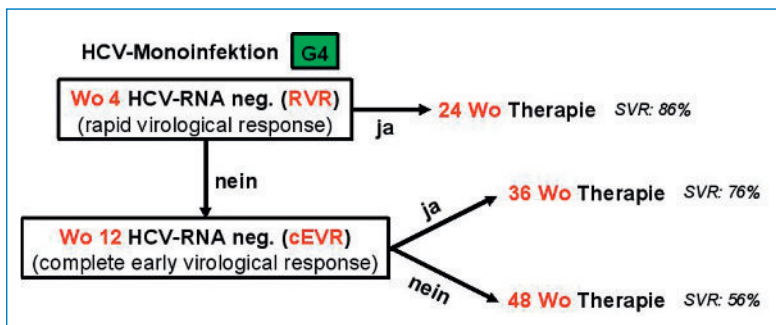 HCV-Monoinfektion G4
Wo 4 HCV-RNA neg. (RVR)
(rapid virological response)
ja
24 Wo Therapie SVR: 86%
nein
36 Wo Therapie SVR: 76%
ja
Wo 12 HCV-RNA neg. (cEVR)
(complete early virological response)
nein
48 Wo Therapie SVR: 56%